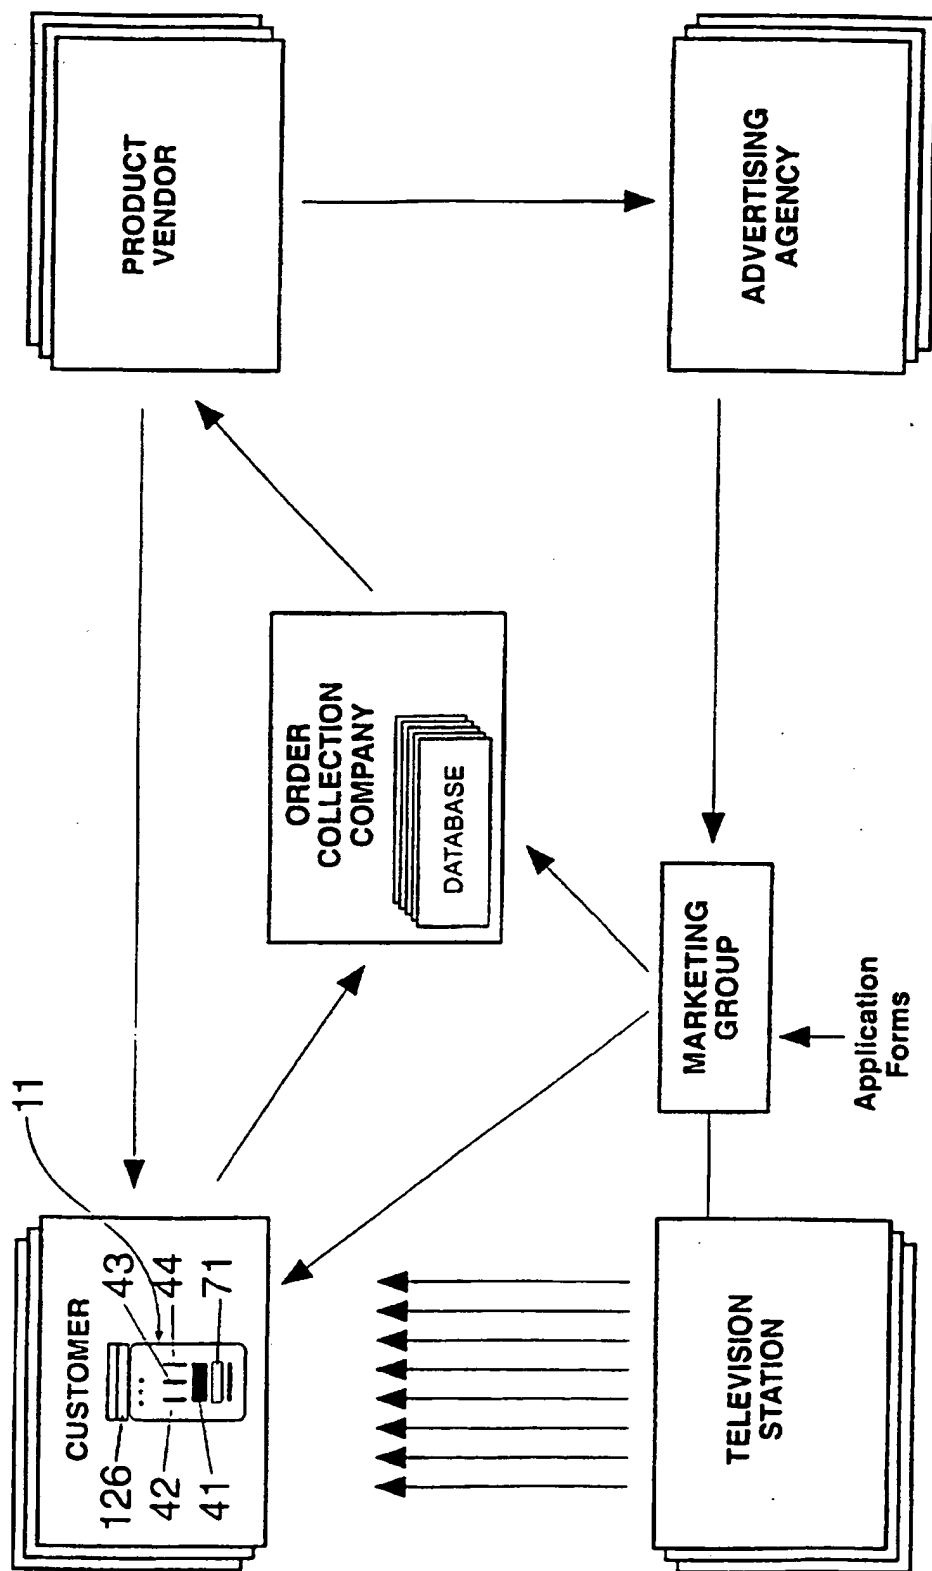 CUSTOMER
11
126
42
41
43
44
71
PRODUCT
VENDOR
ORDER
COLLECTION
COMPANY
DATABASE
TELEVISION
STATION
MARKETING
GROUP
Application
Forms
ADVERTISING
AGENCY